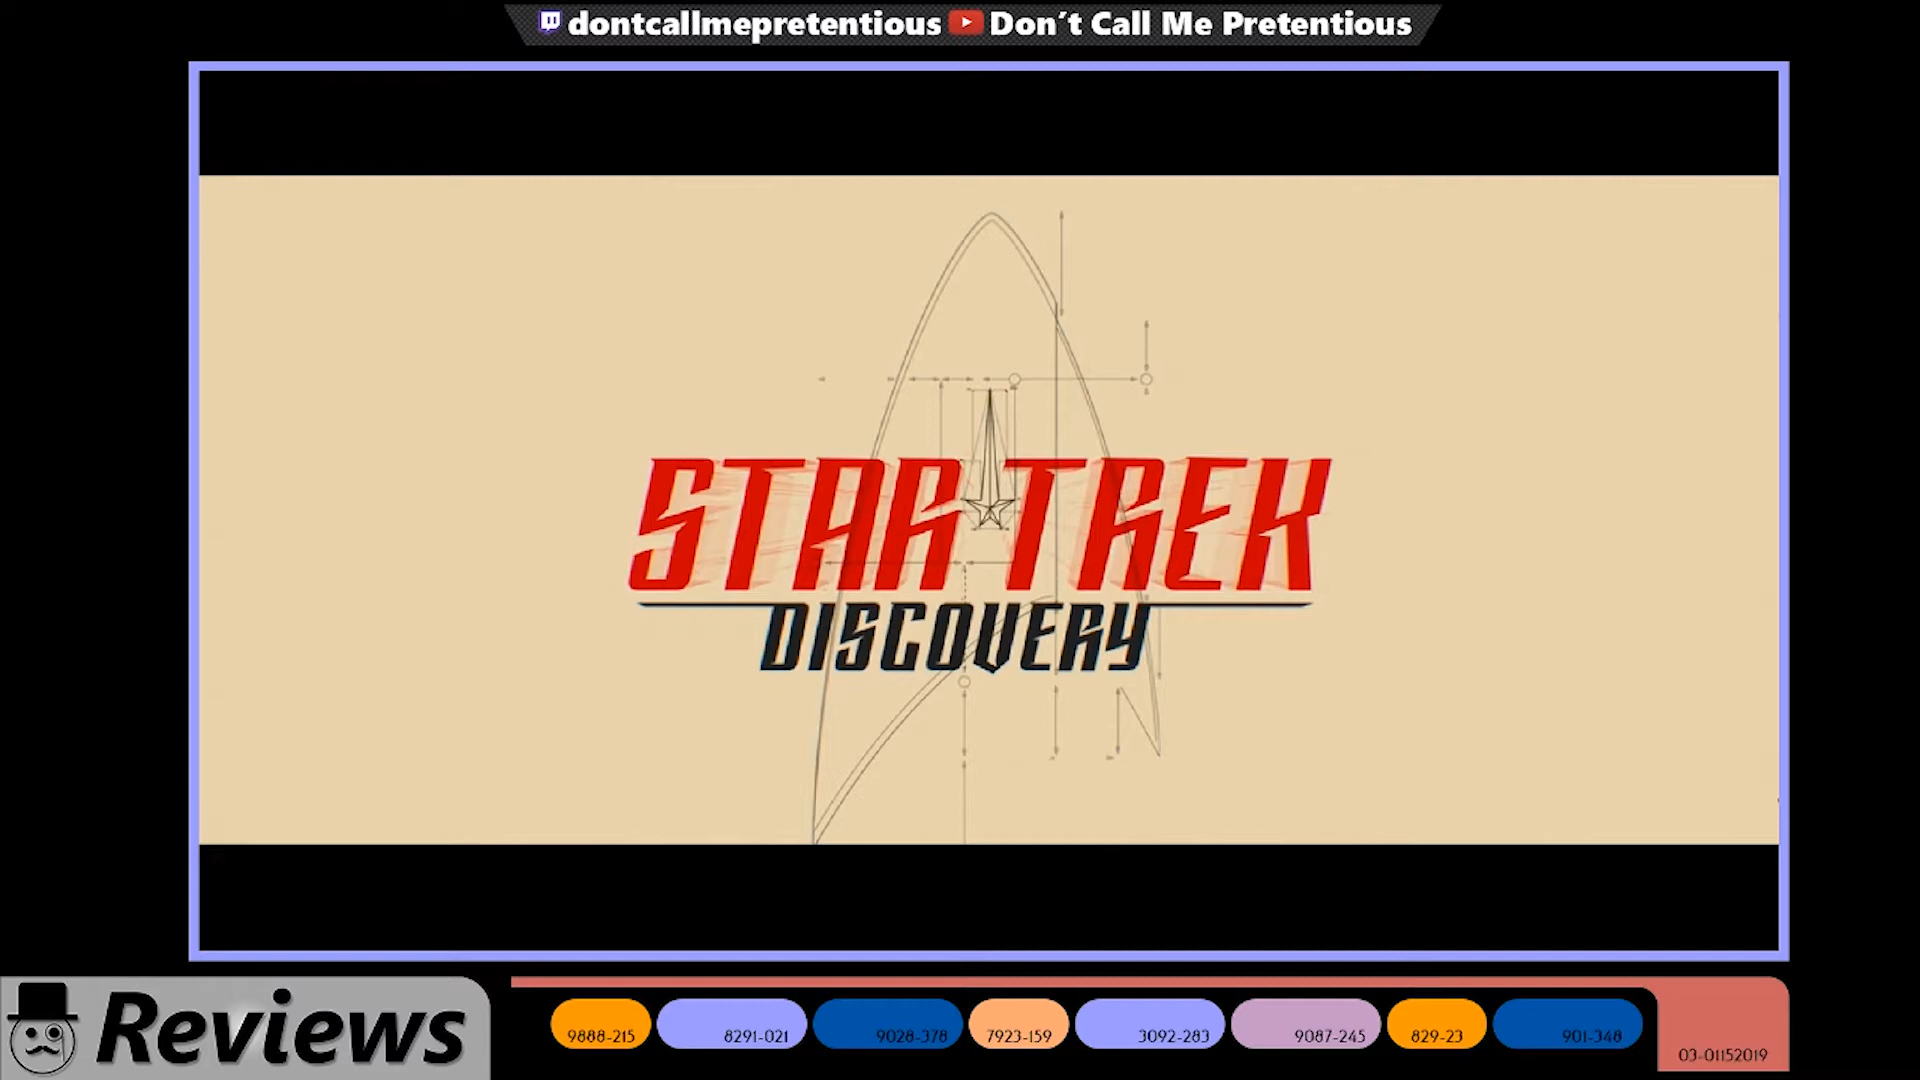 dontcallmepretentious Don't Call Me Pretentious
STAR TREK
DISCOVERY
Reviews
9888-215 8291-021 9028-378 7923-159 3092-283 9087-245 829-23 901-348
03-01152019